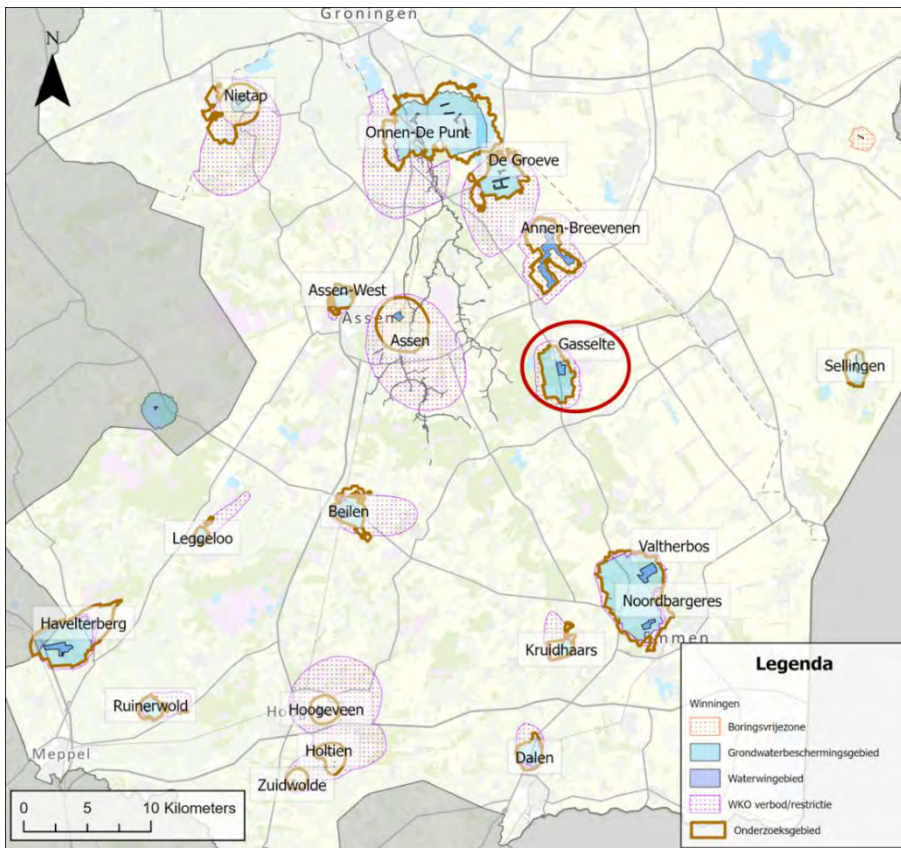 Groningen
N
Nietap
Onnen-De Punt
De Groeve
Annen-Breevenen
Assen-West
Assen
Assen
Gasselte
Sellingen
Beilen
Leggeloo
Valtherbos
Noordbargeres
Emmen
Havelterberg
Kruidhaars
Ruinerwold
Hoogeveen
Holtien
Dalen
Meppel
Zuidwolde
0 5 10 Kilometers
Legenda
Winningen
Boringsvrijezone
Grondwaterbeschermingsgebied
Waterwingebied
WKO verbod/restrictie
Onderzoeksgebied